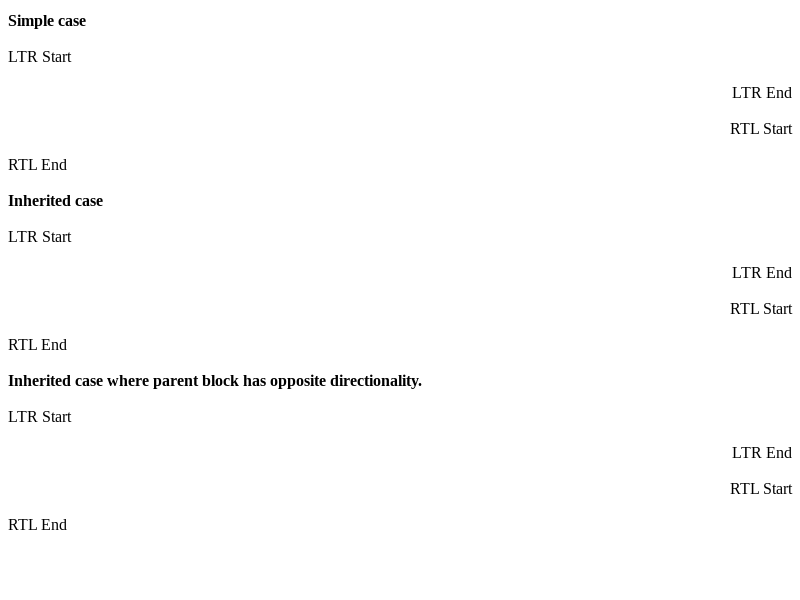 Simple case
LTR Start
LTR End
RTL Start
RTL End
Inherited case
LTR Start
LTR End
RTL Start
RTL End
Inherited case where parent block has opposite directionality.
LTR Start
LTR End
RTL Start
RTL End